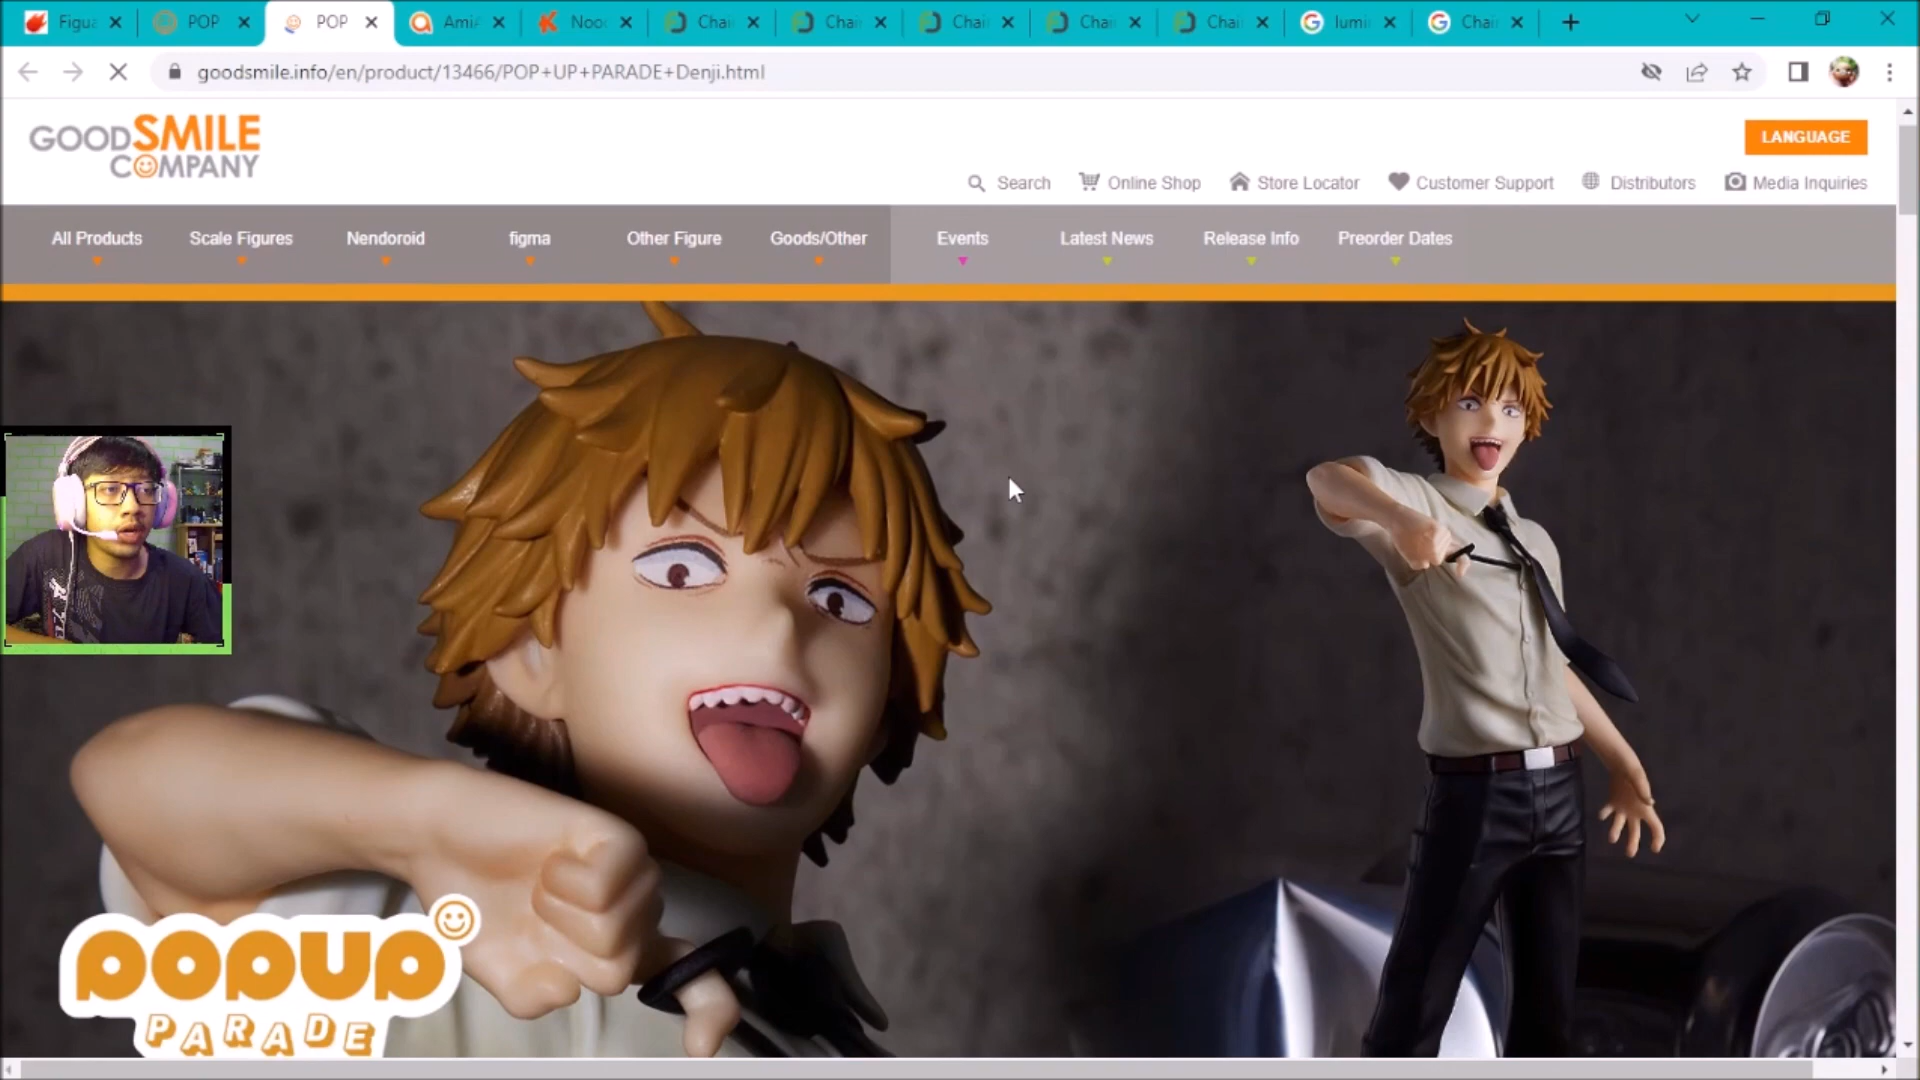 Figua
POP
POP
Ami
Nood
Chai
Chai
Chai
Chai
Chai
lumi
Chai
goodsmile.info/en/product/13466/POP+UP+PARADE+Denji.html
GOOD SMILE
COMPANY
LANGUAGE
Search
Online Shop
Store Locator
Customer Support
Distributors
Media Inquiries
All Products
Scale Figures
Nendoroid
figma
Other Figure
Goods/Other
Events
Latest News
Release Info
Preorder Dates
POPUP
PARADE